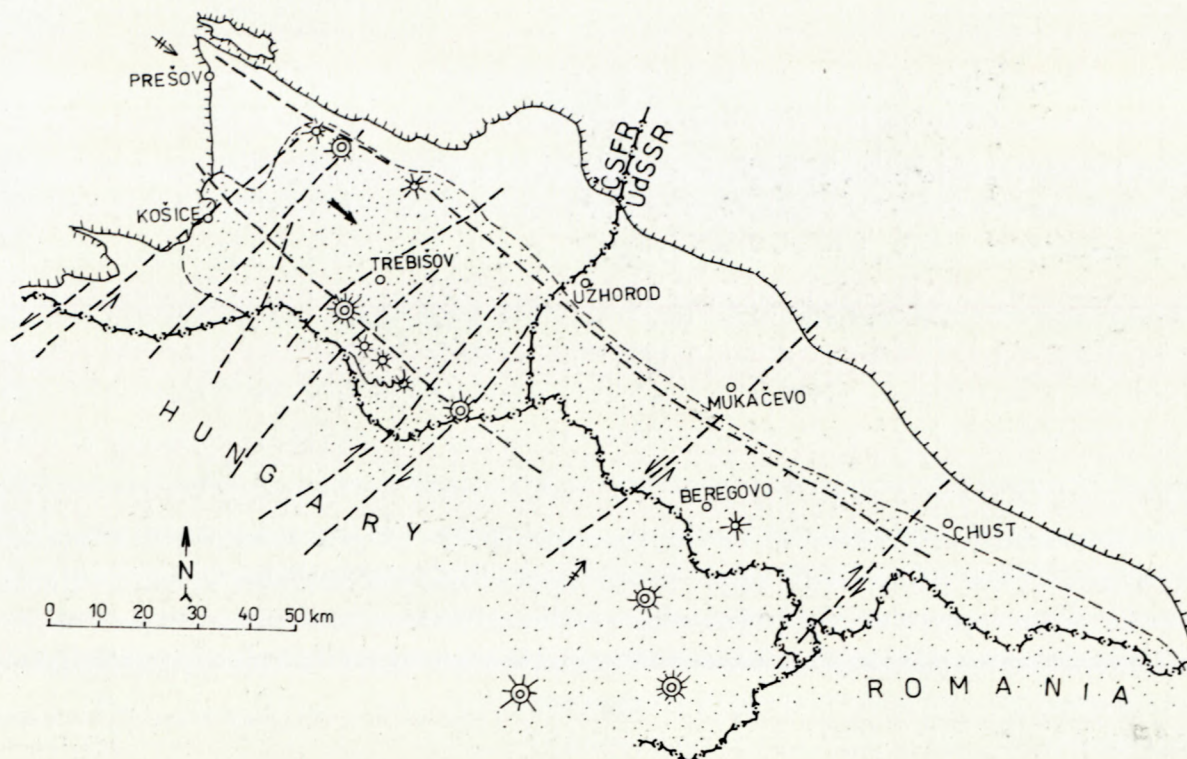 PREŠOV
ČSFR
UdSSR
KOŠICE
TREBIŠOV
UZHOROD
MUKAČEVO
HUNGARY
BEREGOVO
CHUST
N
0 10 20 30 40 50 km
ROMANIA